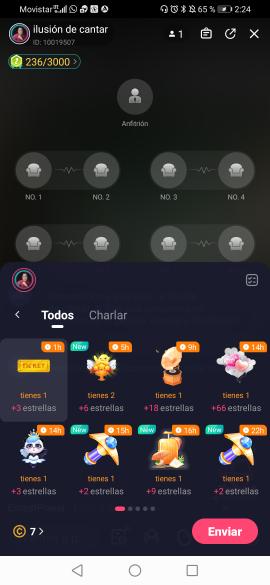 Movistar 65 % 2:24
ilusión de cantar 1
ID: 10019507
236/3000 >
Anfitrión
NO. 1 NO. 2 NO. 3 NO. 4
Todos Charlar
1h New 5h 9h 14h
TICKET
tienes 1 tienes 2 tienes 1 tienes 1
+3 estrellas +6 estrellas +18 estrellas +66 estrellas
14h New 15h New 16h New 22h
tienes 1 tienes 1 tienes 1 tienes 1
+3 estrellas +2 estrellas +9 estrellas +2 estrellas
C 7 > Enviar